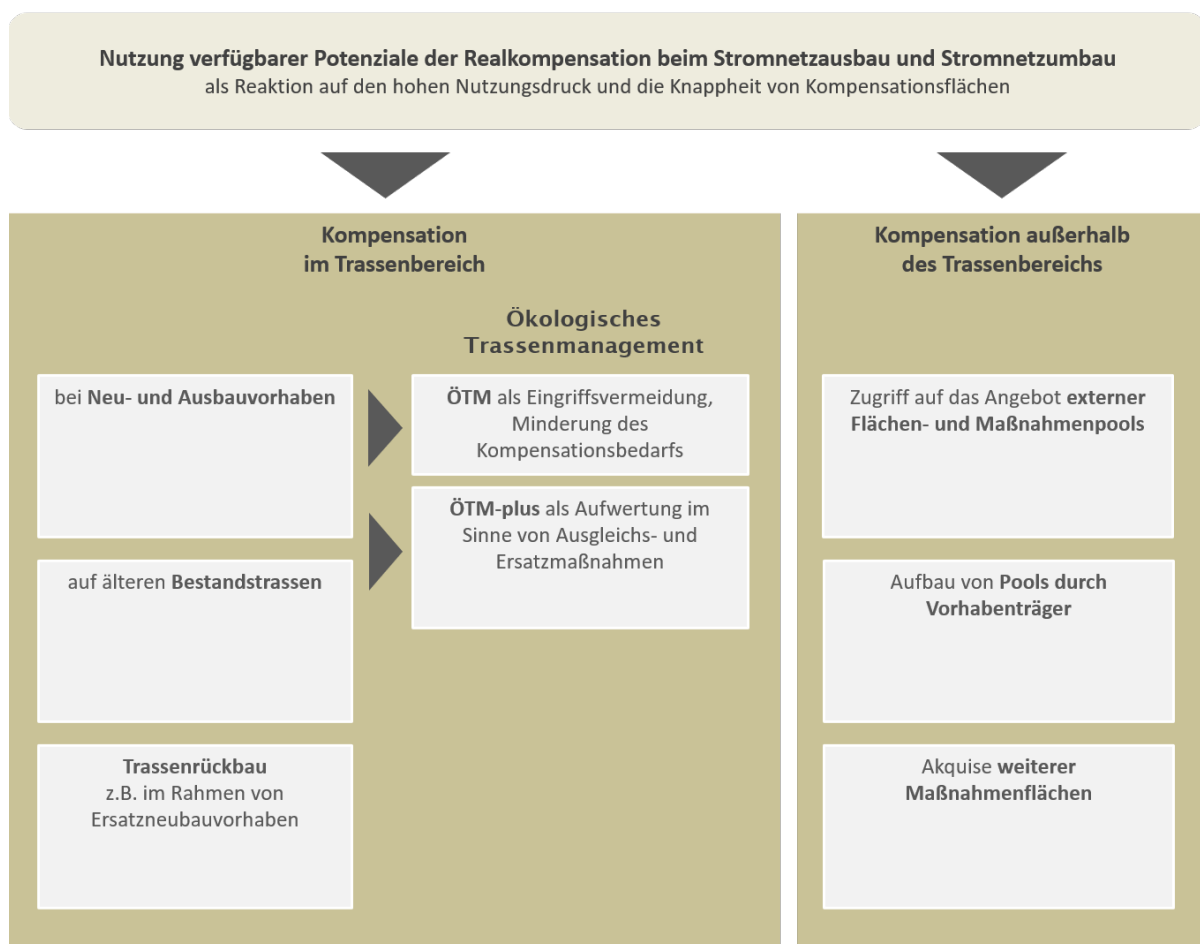 Nutzung verfügbarer Potenziale der Realkompensation beim Stromnetzausbau und Stromnetzumbau
als Reaktion auf den hohen Nutzungsdruck und die Knappheit von Kompensationsflächen
Kompensation
im Trassenbereich
Ökologisches
Trassenmanagement
bei Neu- und Ausbauvorhaben
ÖTM als Eingriffsvermeidung,
Minderung des
Kompensationsbedarfs
ÖTM-plus als Aufwertung im
Sinne von Ausgleichs- und
Ersatzmaßnahmen
auf älteren Bestandstrassen
Trassenrückbau
z.B. im Rahmen von
Ersatzneubauvorhaben
Kompensation außerhalb
des Trassenbereichs
Zugriff auf das Angebot externer
Flächen- und Maßnahmenpools
Aufbau von Pools durch
Vorhabenträger
Akquise weiterer
Maßnahmenflächen